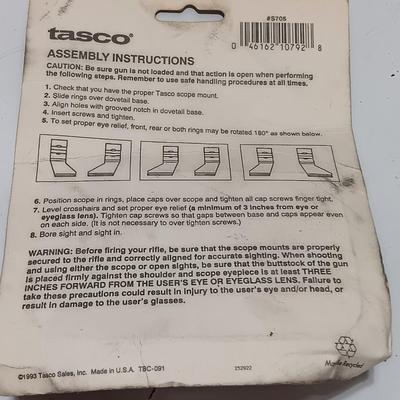 #S705
tasco®
0 46162 10792 8
ASSEMBLY INSTRUCTIONS
CAUTION: Be sure gun is not loaded and that action is open when performing
the following steps. Remember to use safe handling procedures at all times.
1. Check that you have the proper Tasco scope mount.
2. Slide rings over dovetail base.
3. Align holes with grooved notch in dovetail base.
4. Insert screws and tighten.
5. To set proper eye relief, front, rear or both rings may be rotated 180° as shown below.
6. Position scope in rings, place caps over scope and tighten all cap screws finger tight.
7. Level crosshairs and set proper eye relief (a minimum of 3 inches from eye or
eyeglass lens). Tighten cap screws so that gaps between base and caps appear even
on each side. (It is not necessary to over tighten screws.)
8. Bore sight and sight in.
WARNING: Before firing your rifle, be sure that the scope mounts are properly
secured to the rifle and correctly aligned for accurate sighting. When shooting
and using either the scope or open sights, be sure that the buttstock of the gun
is placed firmly against the shoulder and scope eyepiece is at least THREE
INCHES FORWARD FROM THE USER'S EYE OR EYEGLASS LENS. Failure to
take these precautions could result in injury to the user's eye and/or head, or
result in damage to the user's glasses.
©1993 Tasco Sales, Inc. Made in U.S.A. TBC-091
252922
Recycled